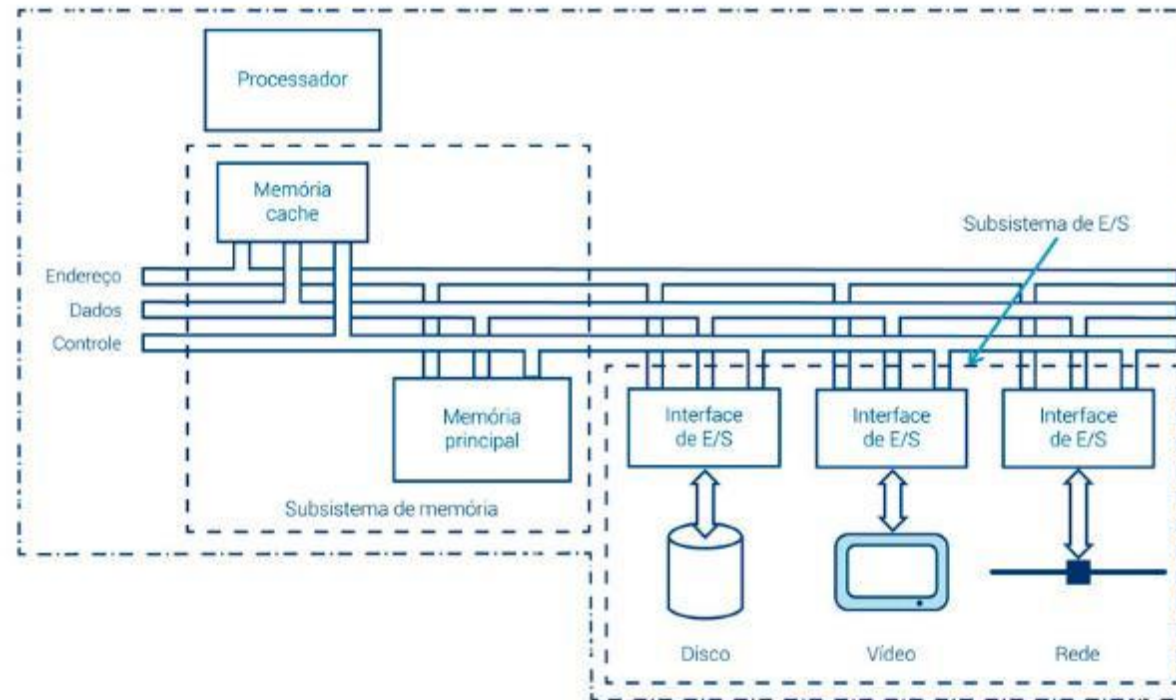 Processador
Memória
cache
Subsistema de E/S
Endereço
Dados
Controle
Memória
principal
Interface
de E/S
Interface
de E/S
Interface
de E/S
Subsistema de memória
Disco
Vídeo
Rede